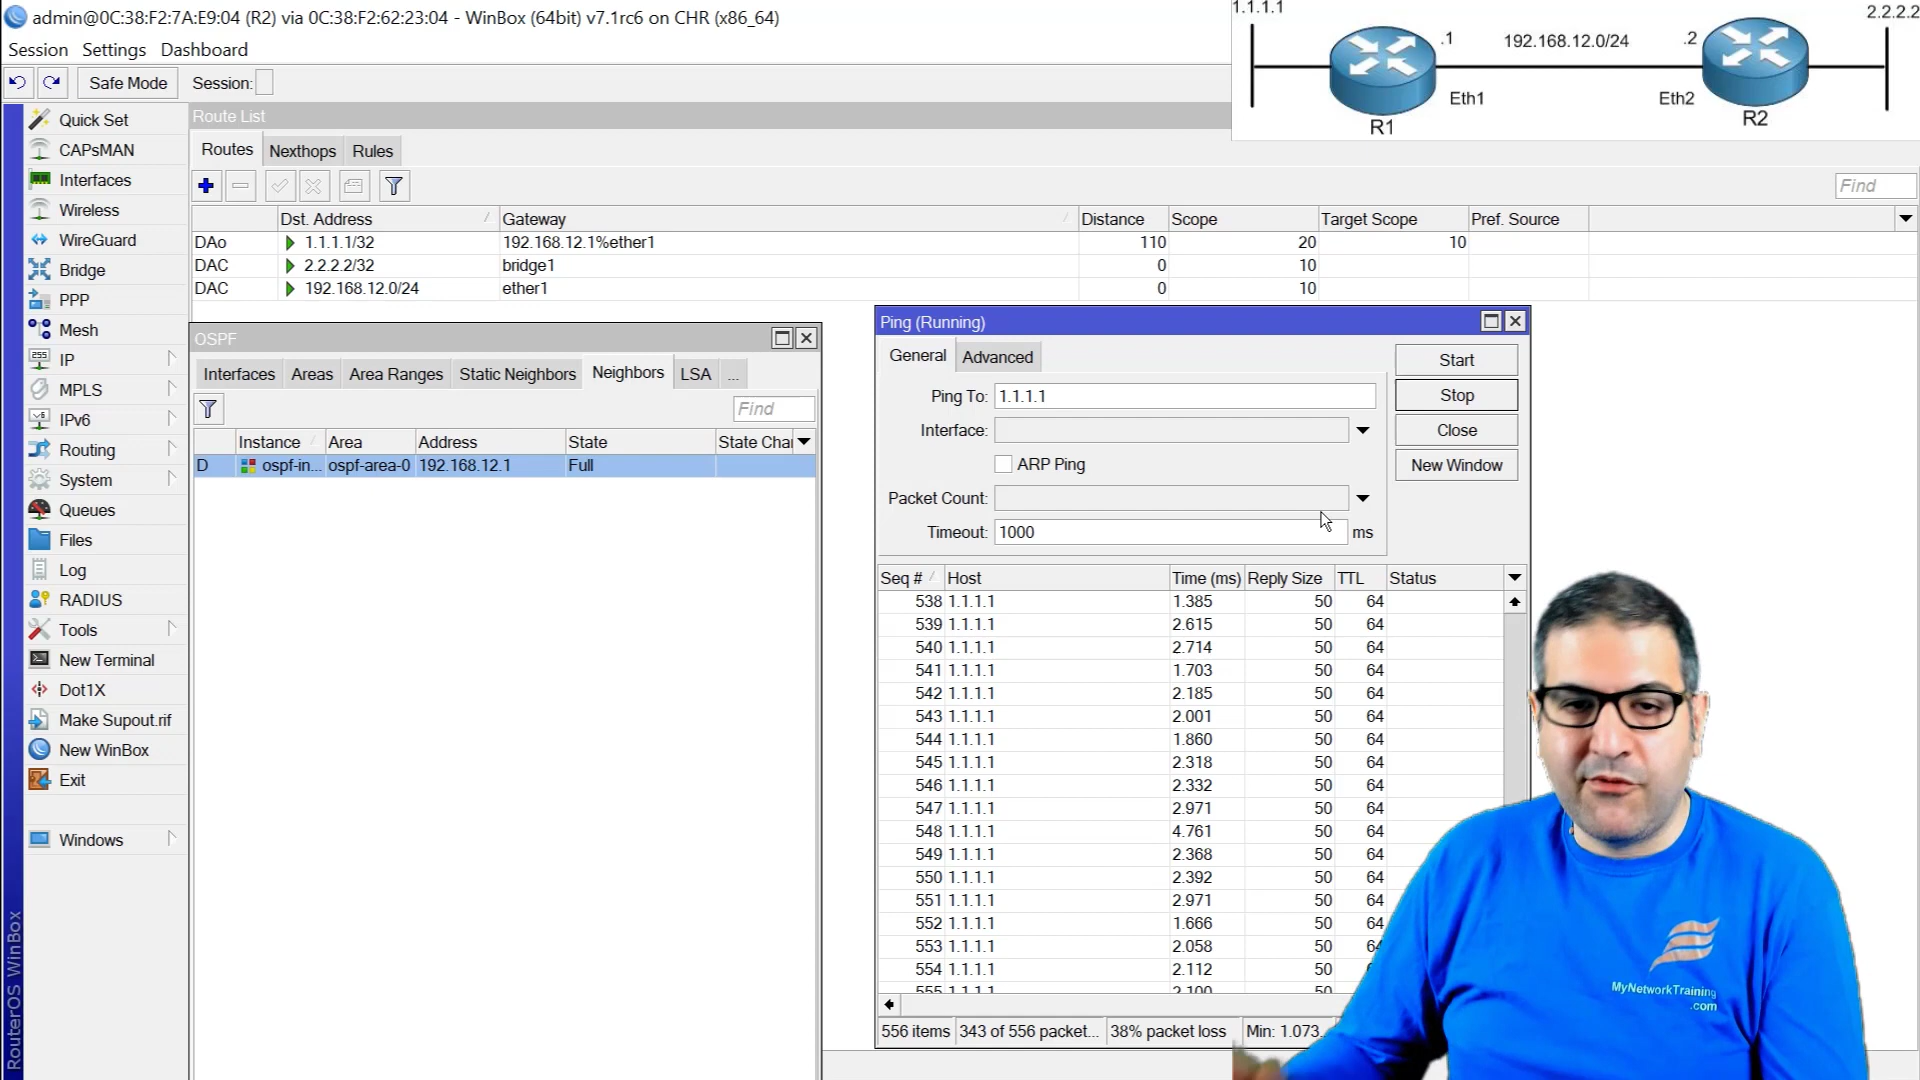 admin@0C:38:F2:7A:E9:04 (R2) via 0C:38:F2:62:23:04 - WinBox (64bit) v7.1rc6 on CHR (x86_64)
Session Settings Dashboard
Safe Mode Session:
1.1.1.1 2.2.2.2
.1 192.168.12.0/24 .2
Eth1 Eth2
R1 R2
Quick Set
CAPsMAN
Interfaces
Wireless
WireGuard
Bridge
PPP
Mesh
IP
MPLS
IPv6
Routing
System
Queues
Files
Log
RADIUS
Tools
New Terminal
Dot1X
Make Supout.rif
New WinBox
Exit
Windows
RouterOS WinBox
Route List
Routes Nexthops Rules
Find
Dst. Address Gateway Distance Scope Target Scope Pref. Source
DAo 1.1.1.1/32 192.168.12.1%ether1 110 20 10
DAC 2.2.2.2/32 bridge1 0 10
DAC 192.168.12.0/24 ether1 0 10
OSPF
Interfaces Areas Area Ranges Static Neighbors Neighbors LSA ...
Find
Instance Area Address State State Cha
D ospf-in... ospf-area-0 192.168.12.1 Full
Ping (Running)
General Advanced
Ping To: 1.1.1.1
Interface:
ARP Ping
Packet Count:
Timeout: 1000 ms
Start
Stop
Close
New Window
Seq # Host Time (ms) Reply Size TTL Status
538 1.1.1.1 1.385 50 64
539 1.1.1.1 2.615 50 64
540 1.1.1.1 2.714 50 64
541 1.1.1.1 1.703 50 64
542 1.1.1.1 2.185 50 64
543 1.1.1.1 2.001 50 64
544 1.1.1.1 1.860 50 64
545 1.1.1.1 2.318 50 64
546 1.1.1.1 2.332 50 64
547 1.1.1.1 2.971 50 64
548 1.1.1.1 4.761 50 64
549 1.1.1.1 2.368 50 64
550 1.1.1.1 2.392 50 64
551 1.1.1.1 2.971 50 64
552 1.1.1.1 1.666 50 64
553 1.1.1.1 2.058 50 64
554 1.1.1.1 2.112 50
555 1.1.1.1 2.100 50
556 items 343 of 556 packet... 38% packet loss Min: 1.073...
MyNetworkTraining
.com